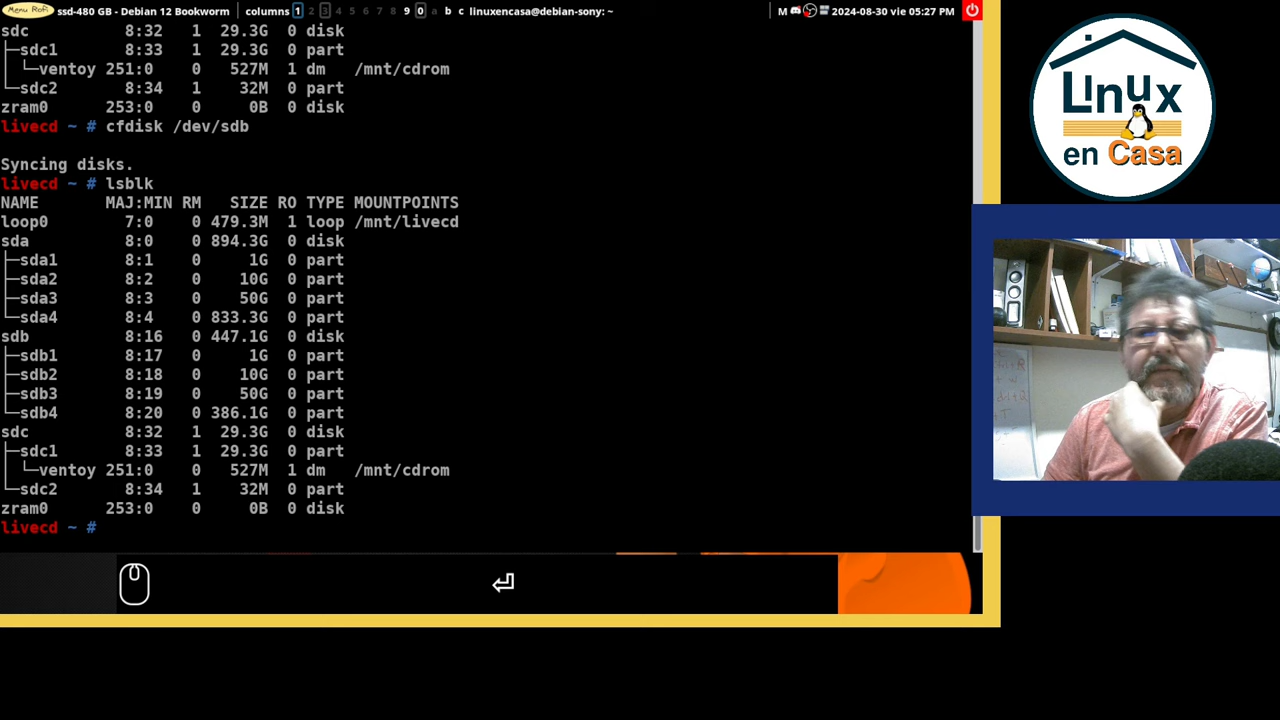 Menu Rofi ssd-480 GB - Debian 12 Bookworm columns 1 2 3 4 5 6 7 8 9 0 a b c linuxencasa@debian-sony: ~ M 2024-08-30 vie 05:27 PM
sdc 8:32 1 29.3G 0 disk
├─sdc1 8:33 1 29.3G 0 part
│ └─ventoy 251:0 0 527M 1 dm /mnt/cdrom
└─sdc2 8:34 1 32M 0 part
zram0 253:0 0 0B 0 disk
livecd ~ # cfdisk /dev/sdb
Syncing disks.
livecd ~ # lsblk
NAME MAJ:MIN RM SIZE RO TYPE MOUNTPOINTS
loop0 7:0 0 479.3M 1 loop /mnt/livecd
sda 8:0 0 894.3G 0 disk
├─sda1 8:1 0 1G 0 part
├─sda2 8:2 0 10G 0 part
├─sda3 8:3 0 50G 0 part
└─sda4 8:4 0 833.3G 0 part
sdb 8:16 0 447.1G 0 disk
├─sdb1 8:17 0 1G 0 part
├─sdb2 8:18 0 10G 0 part
├─sdb3 8:19 0 50G 0 part
└─sdb4 8:20 0 386.1G 0 part
sdc 8:32 1 29.3G 0 disk
├─sdc1 8:33 1 29.3G 0 part
│ └─ventoy 251:0 0 527M 1 dm /mnt/cdrom
└─sdc2 8:34 1 32M 0 part
zram0 253:0 0 0B 0 disk
livecd ~ #
Linux
en Casa